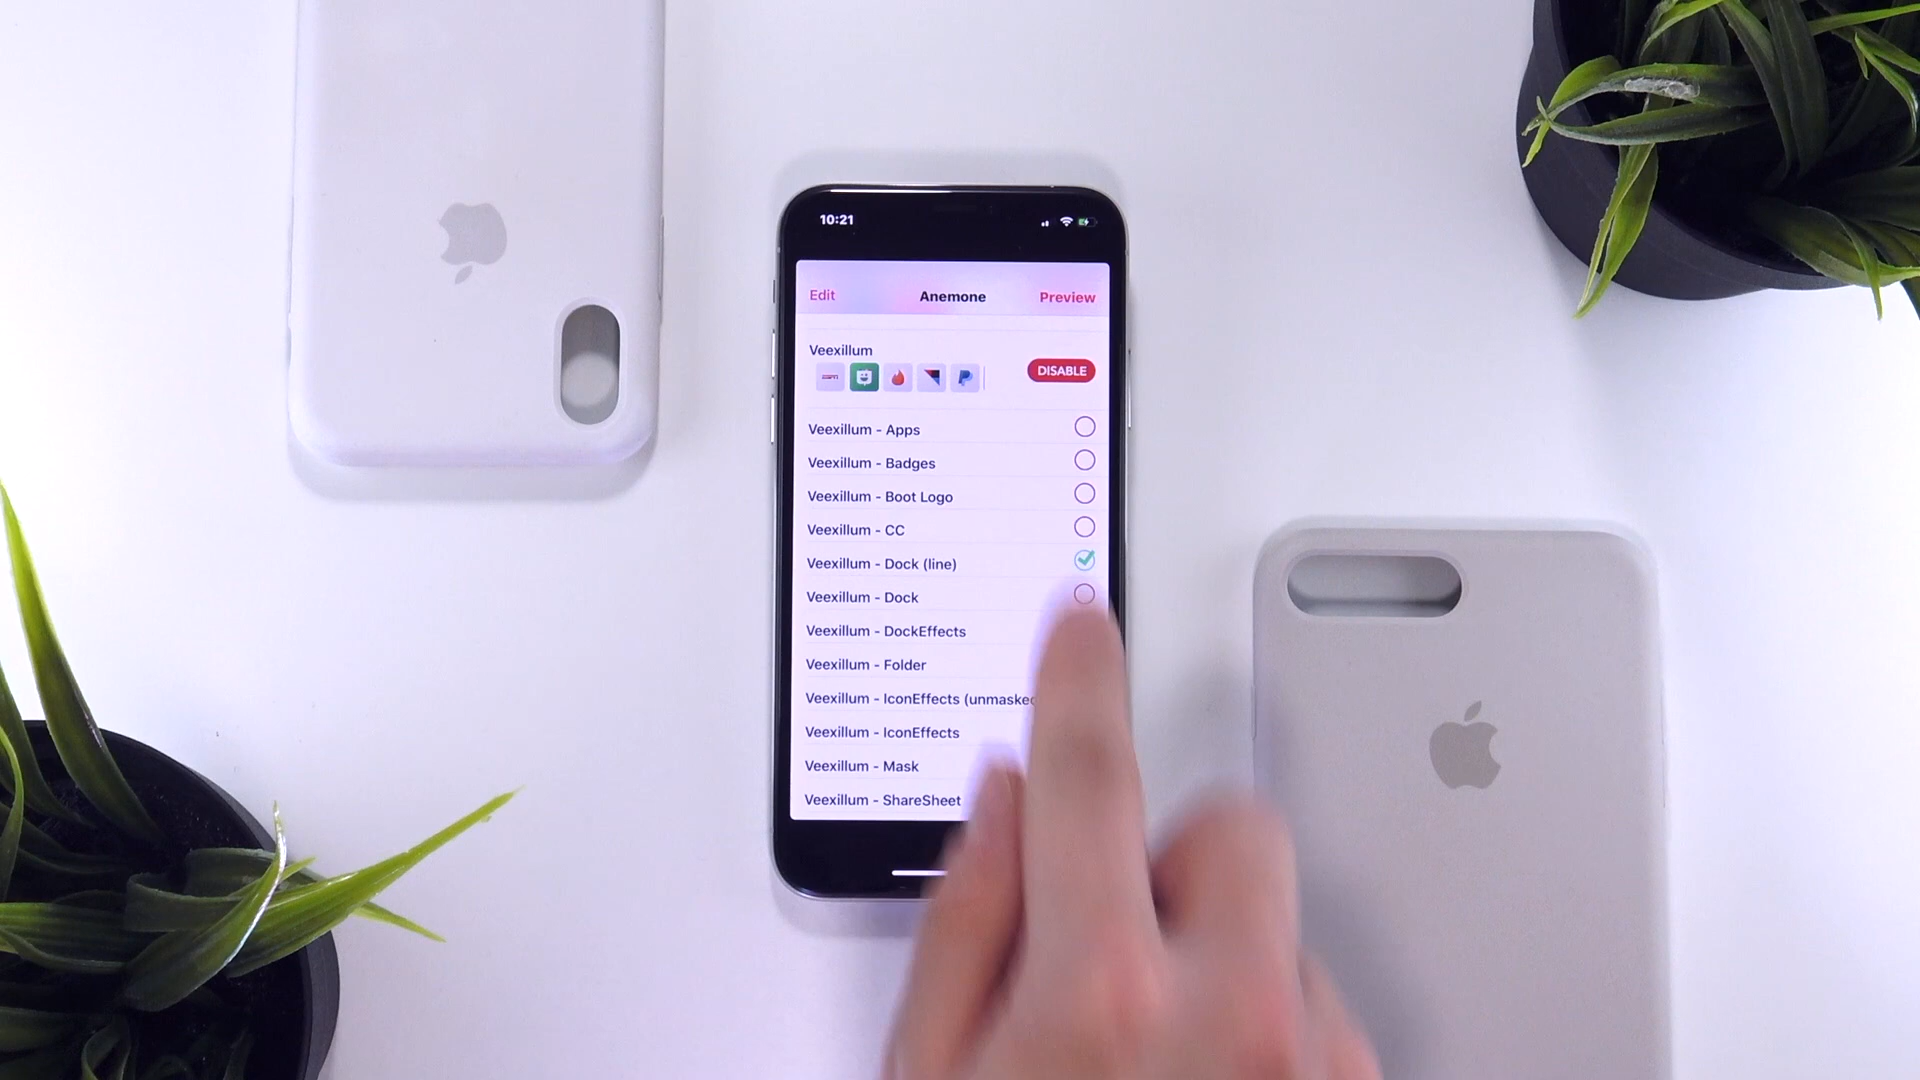 10:21
Edit Anemone Preview
Veexillum
DISABLE
Veexillum - Apps
Veexillum - Badges
Veexillum - Boot Logo
Veexillum - CC
Veexillum - Dock (line)
Veexillum - Dock
Veexillum - DockEffects
Veexillum - Folder
Veexillum - IconEffects (unmasked
Veexillum - IconEffects
Veexillum - Mask
Veexillum - ShareSheet